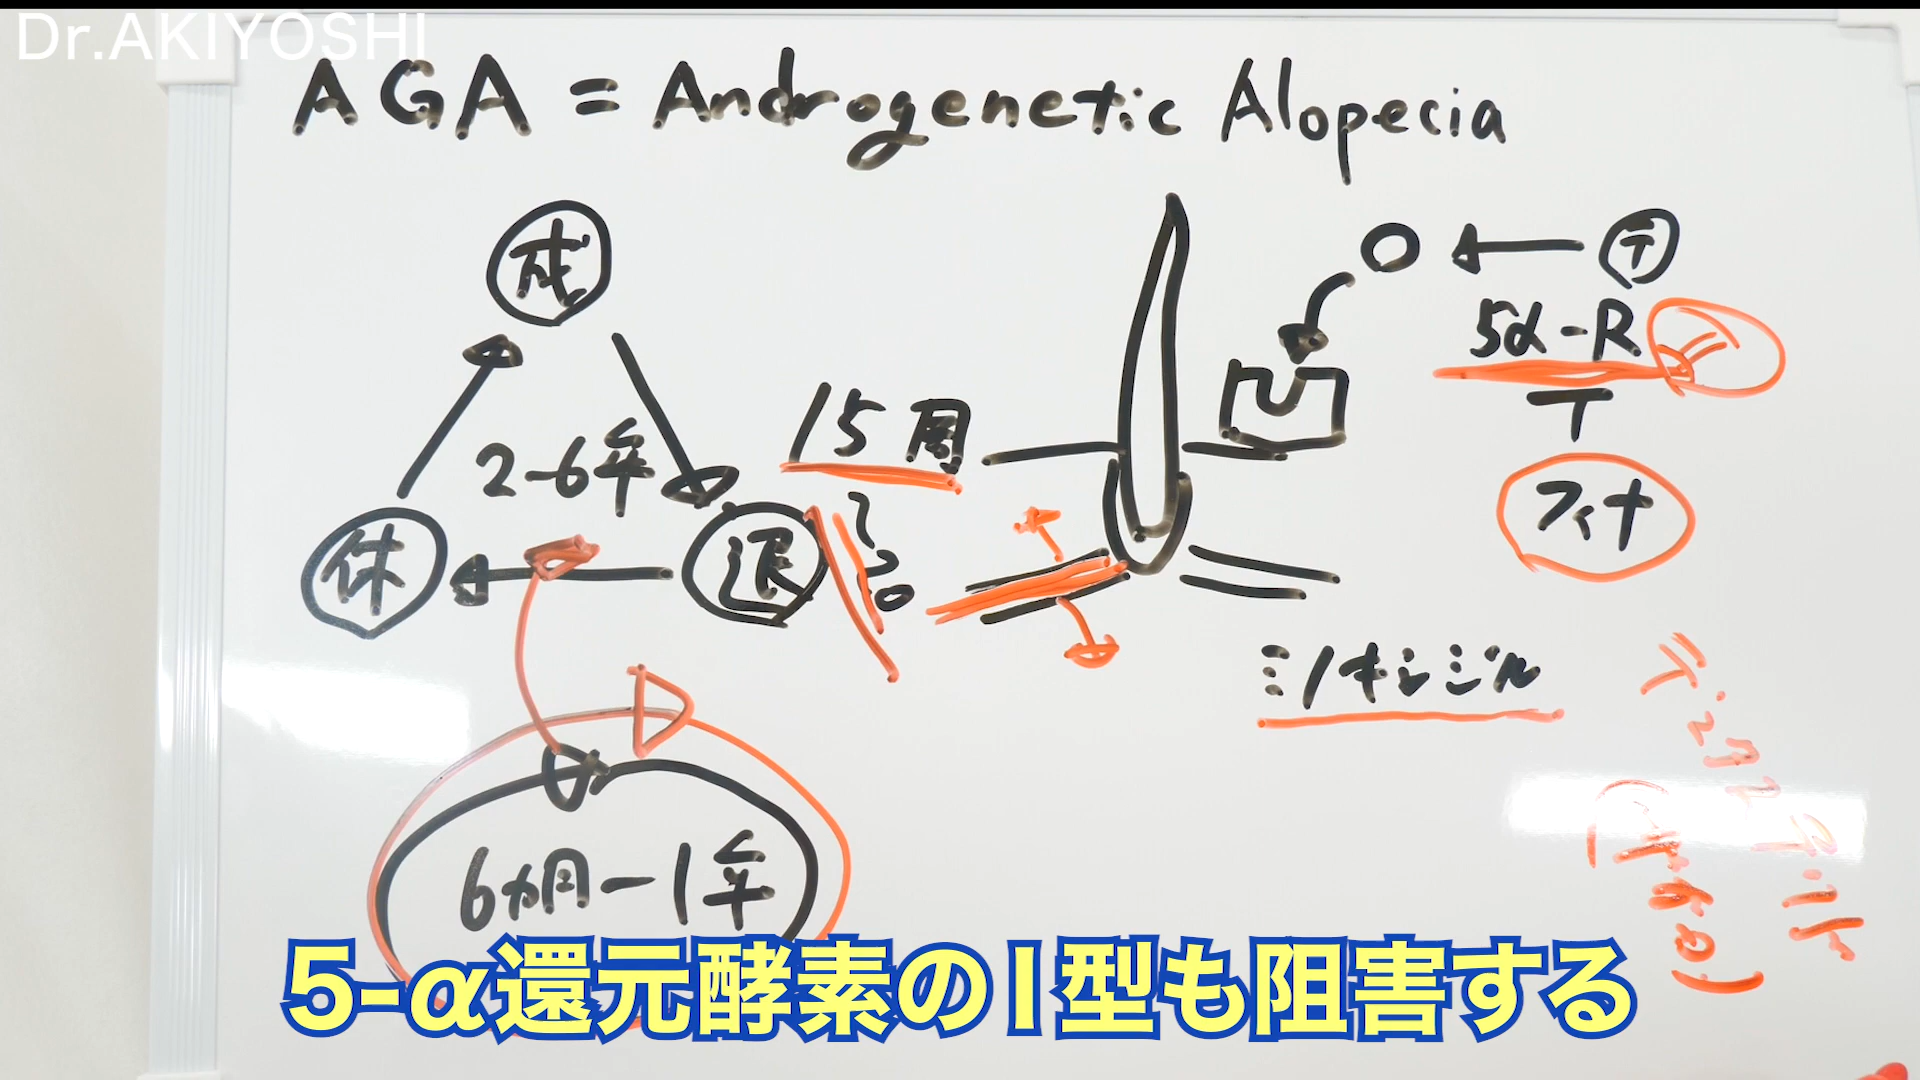 Dr.AKIYOSHI
AGA = Androgenetic Alopecia
成
T
5α-R Ⅱ
T
15周
2-6年
フィナ
休
退
~20
ミノキシジル
6ヵ月-1年
5-α還元酵素のⅠ型も阻害する